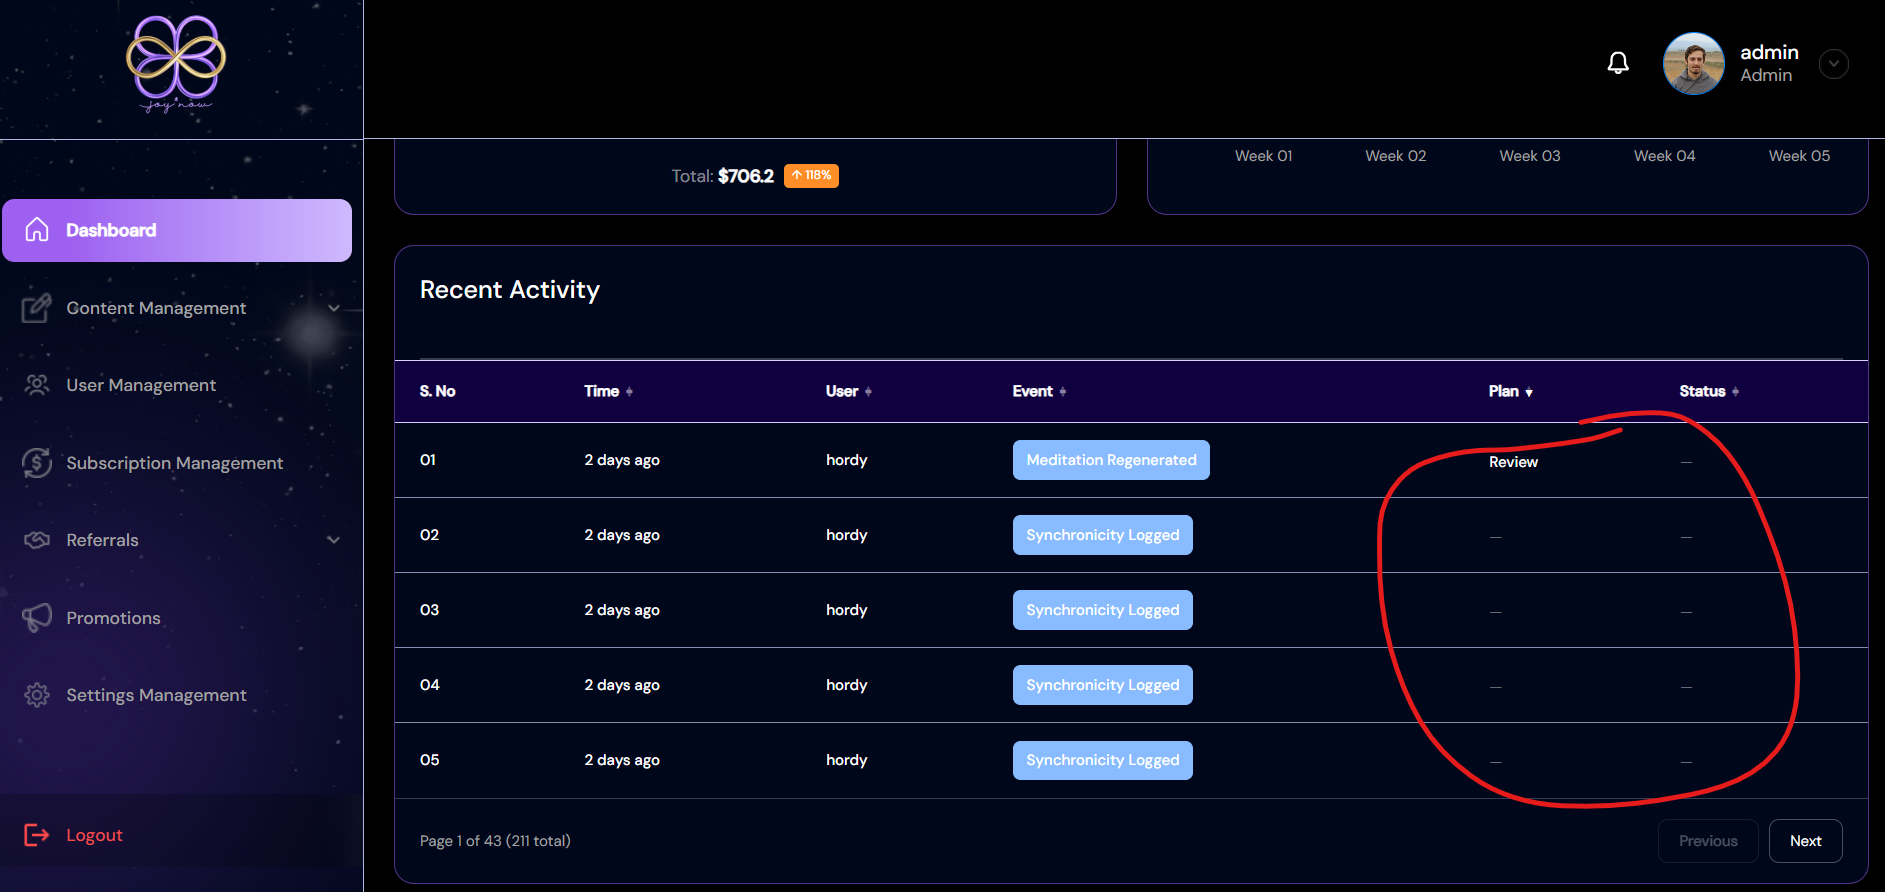 joy now
admin
Admin
Week 01 Week 02 Week 03 Week 04 Week 05
Total: $706.2 ↑ 118%
Dashboard
Content Management
User Management
Subscription Management
Referrals
Promotions
Settings Management
Logout
Recent Activity
S. No Time User Event Plan Status
01 2 days ago hordy Meditation Regenerated Review —
02 2 days ago hordy Synchronicity Logged — —
03 2 days ago hordy Synchronicity Logged — —
04 2 days ago hordy Synchronicity Logged — —
05 2 days ago hordy Synchronicity Logged — —
Page 1 of 43 (211 total) Previous Next